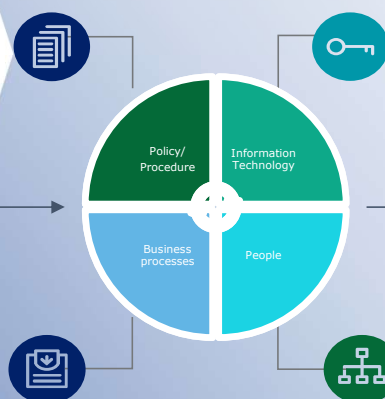 Policy/
Procedure
Information
Technology
Business
processes
People